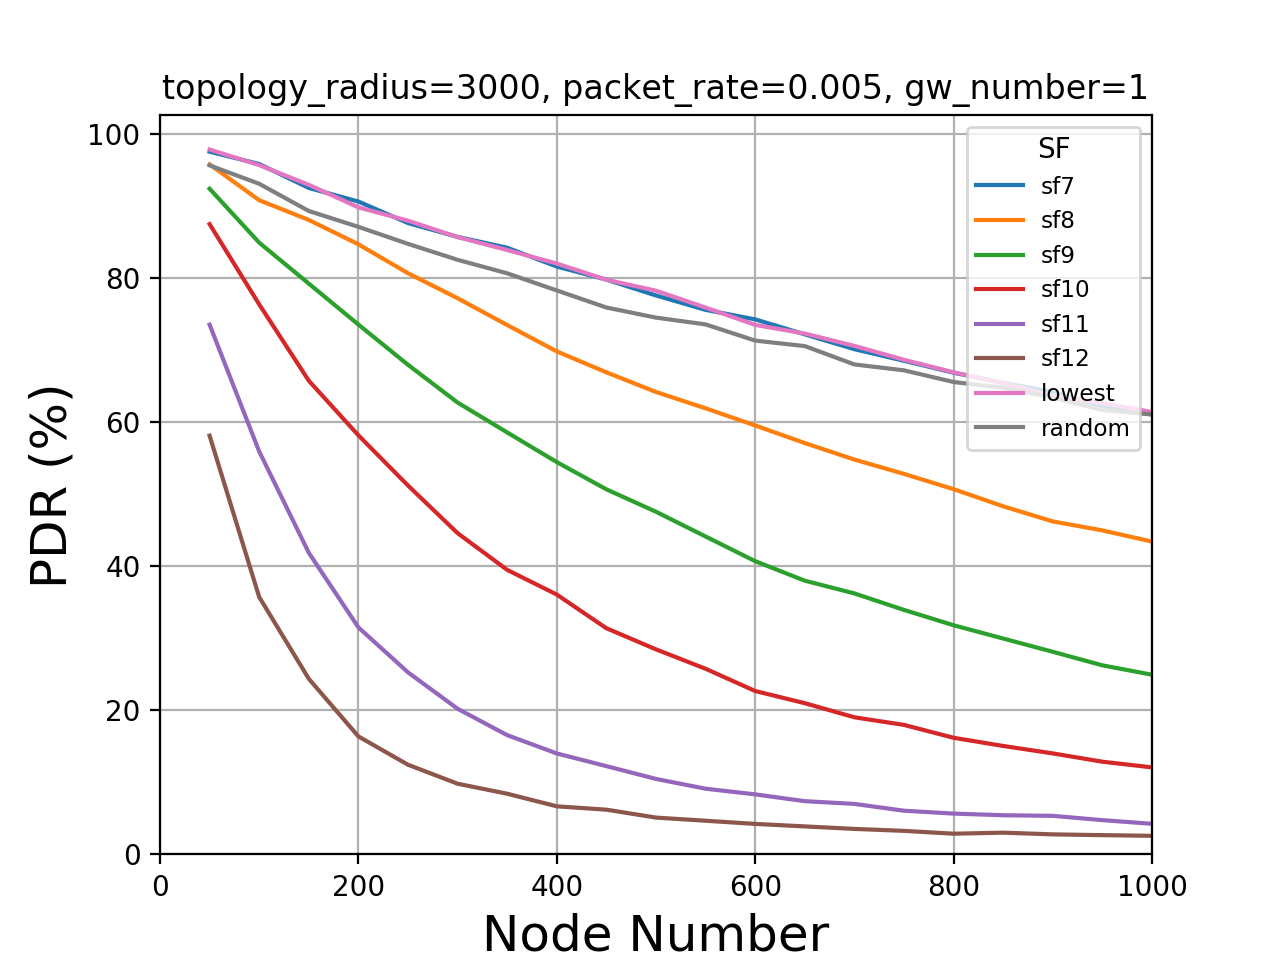 topology_radius=3000, packet_rate=0.005, gw_number=1
100
80
60
40
20
0
PDR (%)
SF
sf7
sf8
sf9
sf10
sf11
sf12
lowest
random
0 200 400 600 800 1000
Node Number